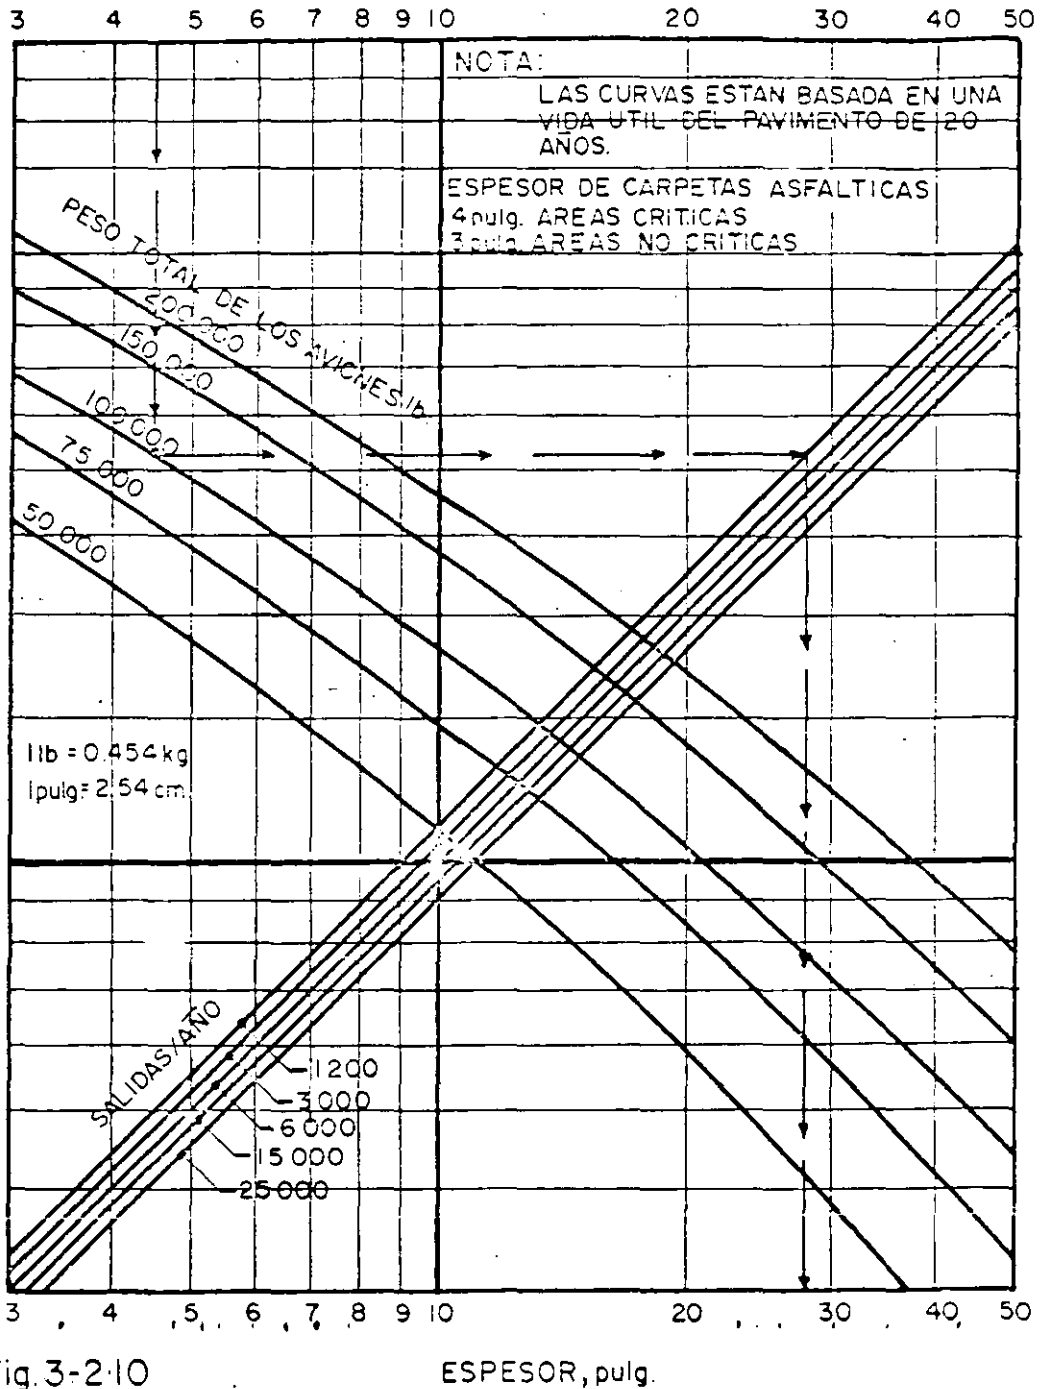 3 4 5 6 7 8 9 10 20 30 40 50
NOTA:
LAS CURVAS ESTAN BASADA EN UNA
VIDA UTIL DEL PAVIMENTO DE 20
AÑOS.
ESPESOR DE CARPETAS ASFALTICAS
4 pulg. AREAS CRITICAS
3 pulg. AREAS NO CRITICAS
PESO TOTAL DE LOS AVIONES, lb.
200 000
150 000
100 000
75 000
50 000
1 lb = 0.454 kg
1 pulg = 2.54 cm
SALIDAS/AÑO
1200
3000
6 000
15 000
25 000
3 4 5 6 7 8 9 10 20 30 40 50
ig. 3-2-10
ESPESOR, pulg.